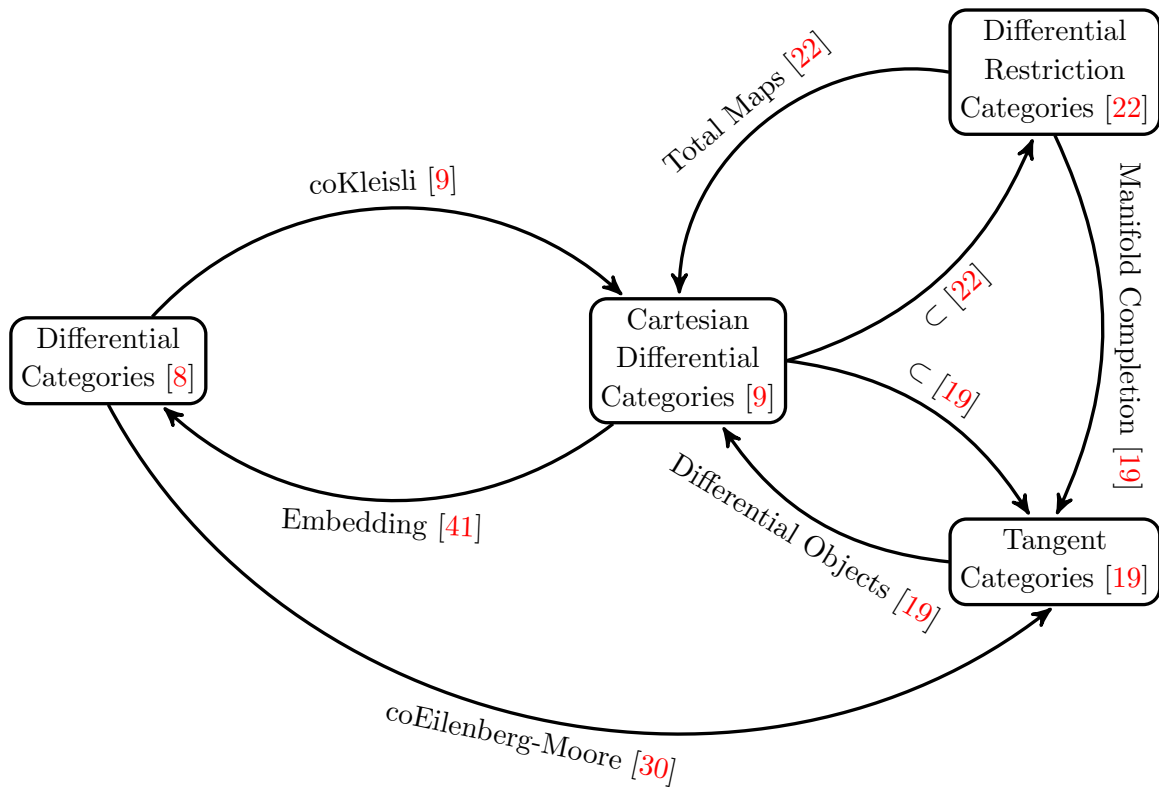 Differential
Restriction
Categories [22]
Total Maps [22]
coKleisli [9]
Manifold Completion [19]
⊂ [22]
Differential
Categories [8]
Cartesian
Differential
Categories [9]
⊂ [19]
Differential Objects [19]
Embedding [41]
Tangent
Categories [19]
coEilenberg-Moore [30]